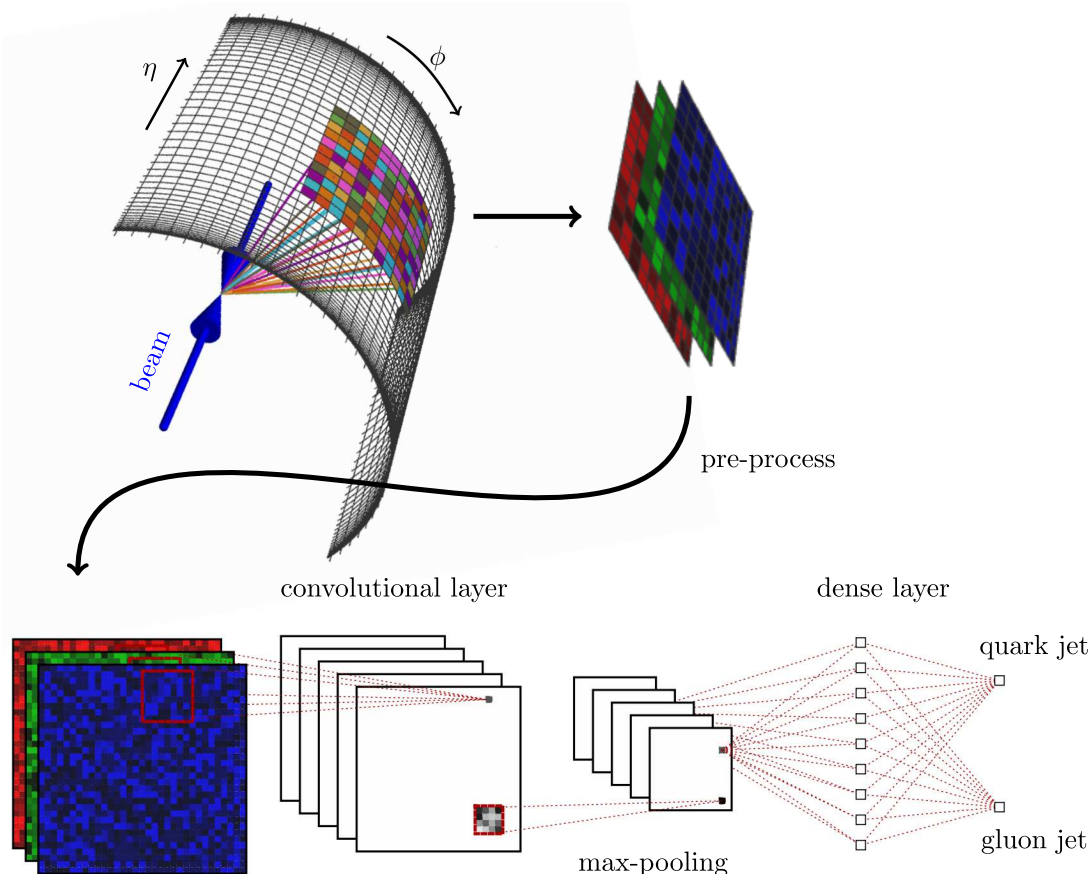 η
ϕ
beam
pre-process
convolutional layer
dense layer
quark jet
gluon jet
max-pooling